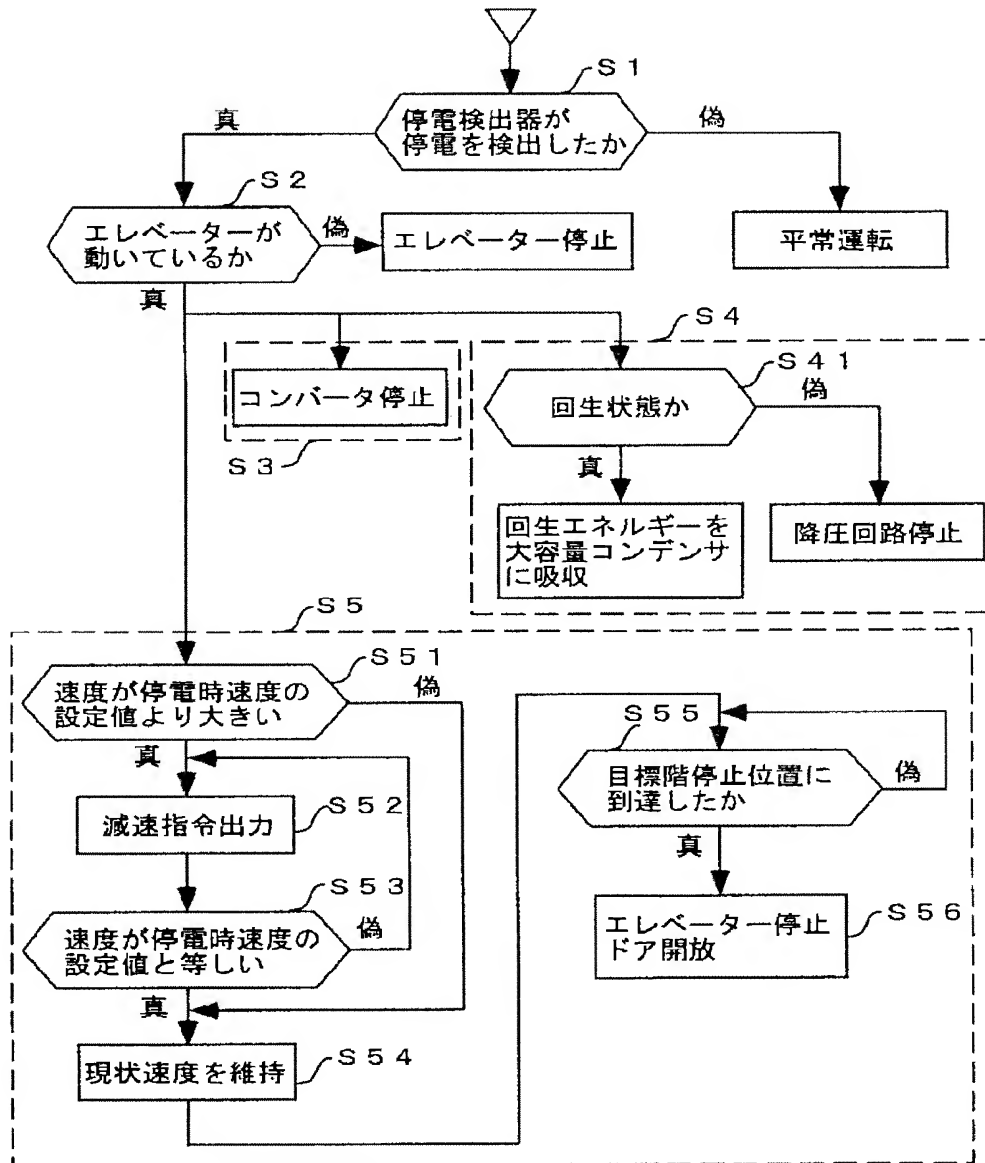 S1
停電検出器が
停電を検出したか
真
偽
S2
エレベーターが
動いているか
偽
エレベーター停止
平常運転
真
S4
S41
コンバータ停止
回生状態か
偽
S3
真
回生エネルギーを
大容量コンデンサ
に吸収
降圧回路停止
S5
S51
速度が停電時速度の
設定値より大きい
偽
真
S52
減速指令出力
S53
速度が停電時速度の
設定値と等しい
偽
真
S54
現状速度を維持
S55
目標階停止位置に
到達したか
偽
真
S56
エレベーター停止
ドア開放